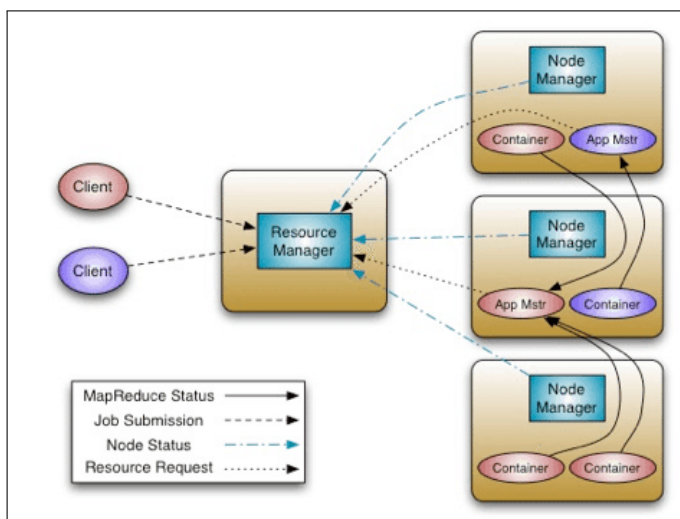 Node
Manager
Container
App Mstr
Client
Resource
Manager
Client
Node
Manager
App Mstr
Container
Node
Manager
Container
Container
MapReduce Status
Job Submission
Node Status
Resource Request